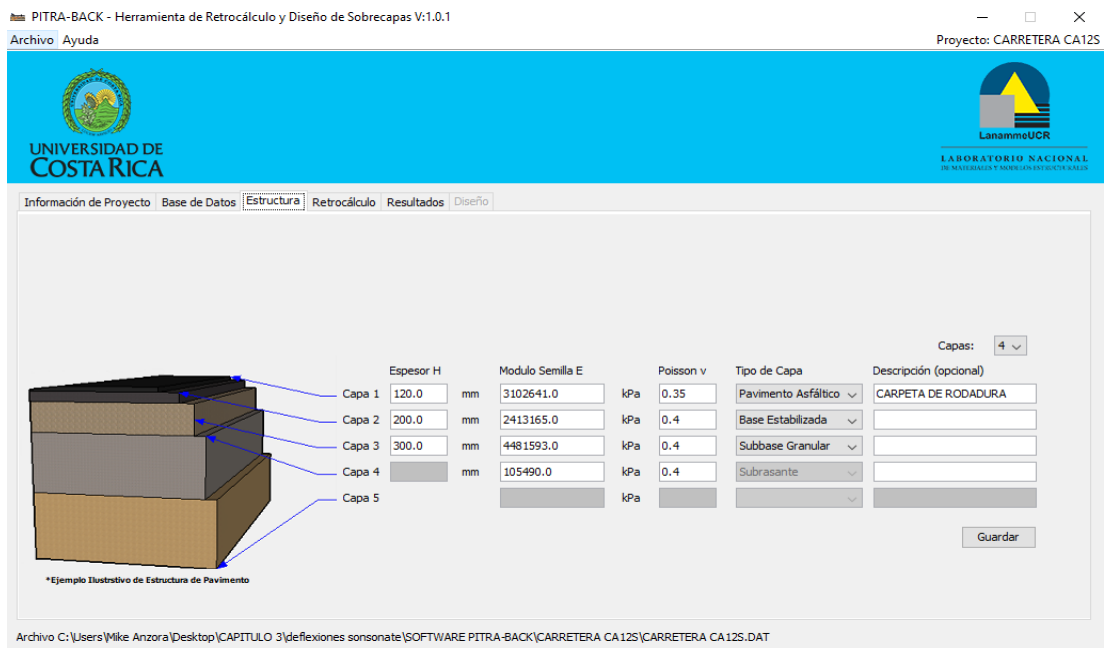 PITRA-BACK - Herramienta de Retrocálculo y Diseño de Sobrecapas V:1.0.1
Archivo Ayuda Proyecto: CARRETERA CA12S
UNIVERSIDAD DE
COSTA RICA
LanammeUCR
LABORATORIO NACIONAL
DE MATERIALES Y MODELOS ESTRUCTURALES
Información de Proyecto Base de Datos Estructura Retrocálculo Resultados Diseño
Capas: 4
Espesor H Modulo Semilla E Poisson v Tipo de Capa Descripción (opcional)
Capa 1 120.0 mm 3102641.0 kPa 0.35 Pavimento Asfáltico CARPETA DE RODADURA
Capa 2 200.0 mm 2413165.0 kPa 0.4 Base Estabilizada
Capa 3 300.0 mm 4481593.0 kPa 0.4 Subbase Granular
Capa 4 mm 105490.0 kPa 0.4 Subrasante
Capa 5 kPa
Guardar
*Ejemplo Ilustrstivo de Estructura de Pavimento
Archivo C:\Users\Mike Anzora\Desktop\CAPITULO 3\deflexiones sonsonate\SOFTWARE PITRA-BACK\CARRETERA CA12S\CARRETERA CA12S.DAT